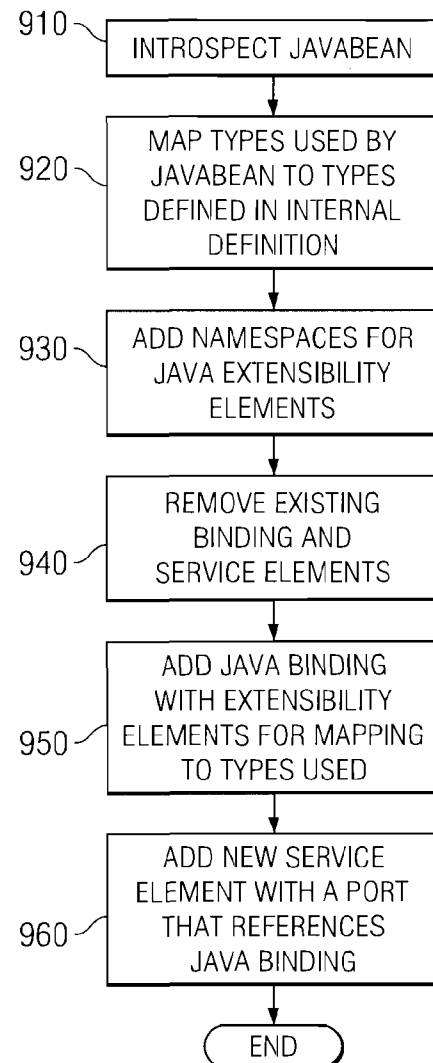 910
INTROSPECT JAVABEAN
920
MAP TYPES USED BY
JAVABEAN TO TYPES
DEFINED IN INTERNAL
DEFINITION
930
ADD NAMESPACES FOR
JAVA EXTENSIBILITY
ELEMENTS
940
REMOVE EXISTING
BINDING AND
SERVICE ELEMENTS
950
ADD JAVA BINDING
WITH EXTENSIBILITY
ELEMENTS FOR MAPPING
TO TYPES USED
960
ADD NEW SERVICE
ELEMENT WITH A PORT
THAT REFERENCES
JAVA BINDING
END